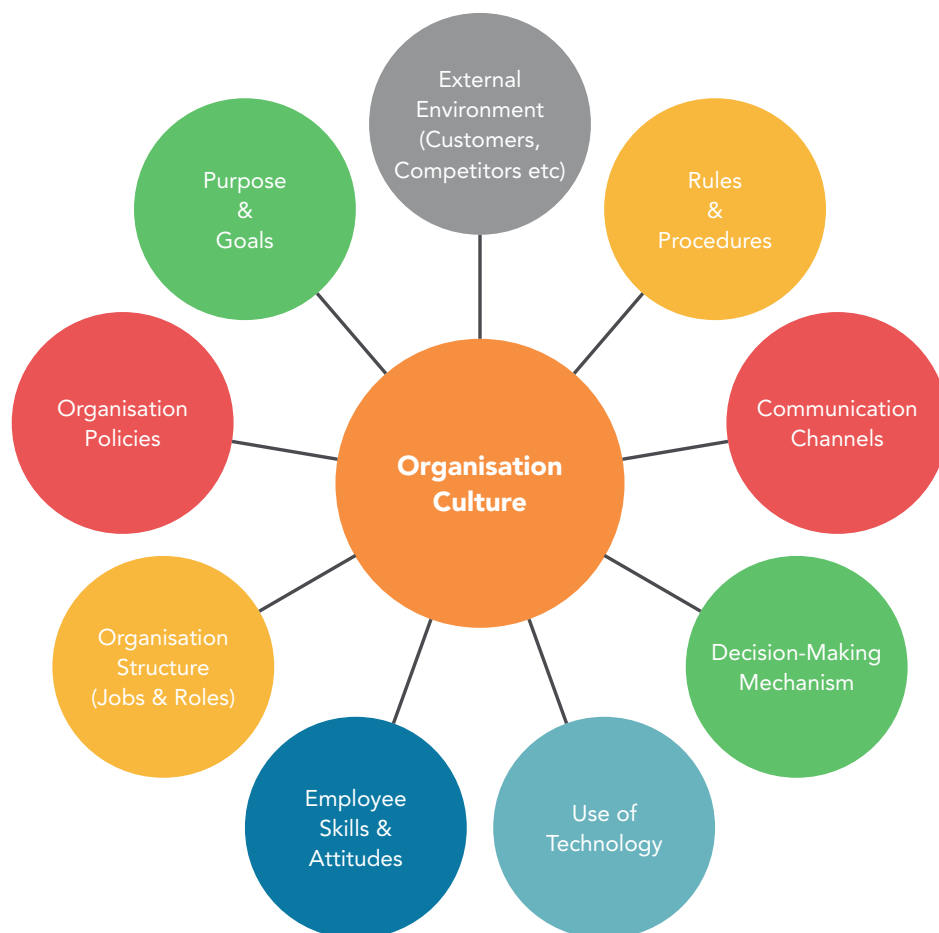 External
Environment
(Customers,
Competitors etc)
Rules
&
Procedures
Communication
Channels
Decision-Making
Mechanism
Use of
Technology
Employee
Skills &
Attitudes
Organisation
Structure
(Jobs & Roles)
Organisation
Policies
Purpose
&
Goals
Organisation
Culture